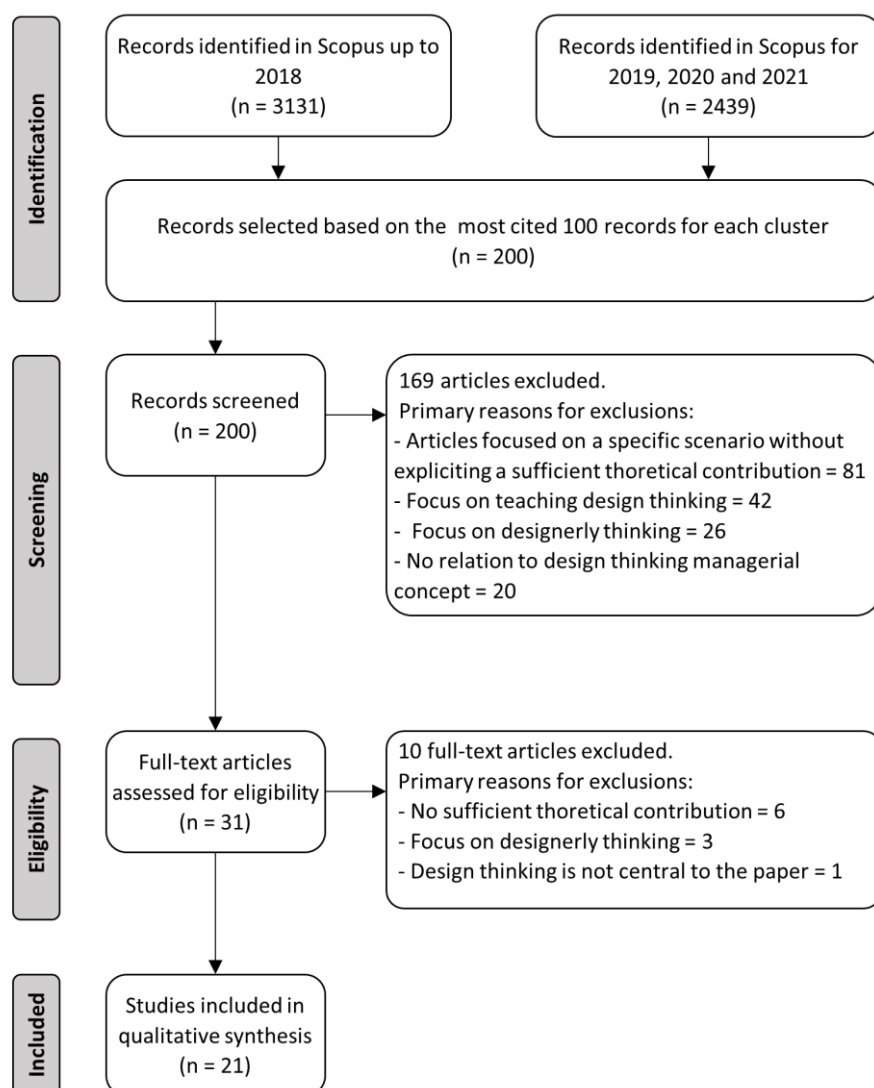 Identification
Records identified in Scopus up to
2018
(n = 3131)
Records identified in Scopus for
2019, 2020 and 2021
(n = 2439)
Records selected based on the most cited 100 records for each cluster
(n = 200)
Screening
Records screened
(n = 200)
169 articles excluded.
Primary reasons for exclusions:
- Articles focused on a specific scenario without
expliciting a sufficient thoretical contribution = 81
- Focus on teaching design thinking = 42
- Focus on designerly thinking = 26
- No relation to design thinking managerial
concept = 20
Eligibility
Full-text articles
assessed for eligibility
(n = 31)
10 full-text articles excluded.
Primary reasons for exclusions:
- No sufficient thoretical contribution = 6
- Focus on designerly thinking = 3
- Design thinking is not central to the paper = 1
Included
Studies included in
qualitative synthesis
(n = 21)